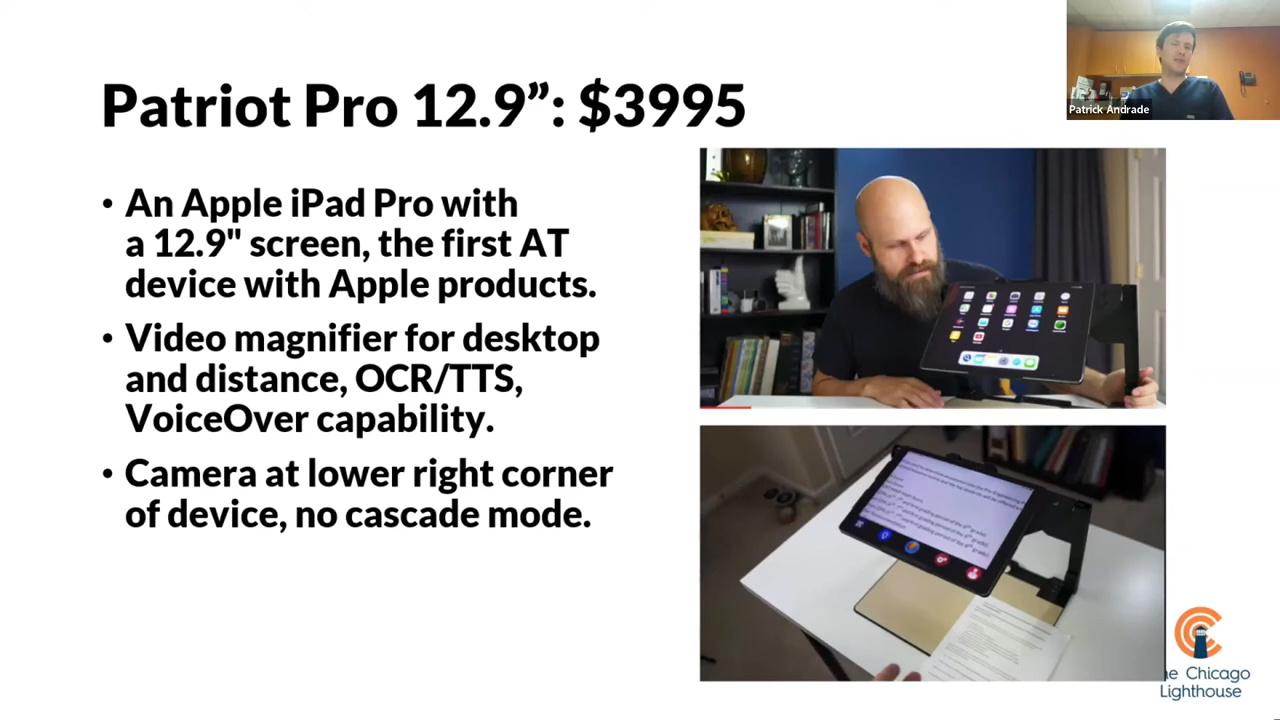 Patriot Pro 12.9”: $3995
Patrick Andrade
• An Apple iPad Pro with
a 12.9" screen, the first AT
device with Apple products.
• Video magnifier for desktop
and distance, OCR/TTS,
VoiceOver capability.
• Camera at lower right corner
of device, no cascade mode.
e Chicago
Lighthouse